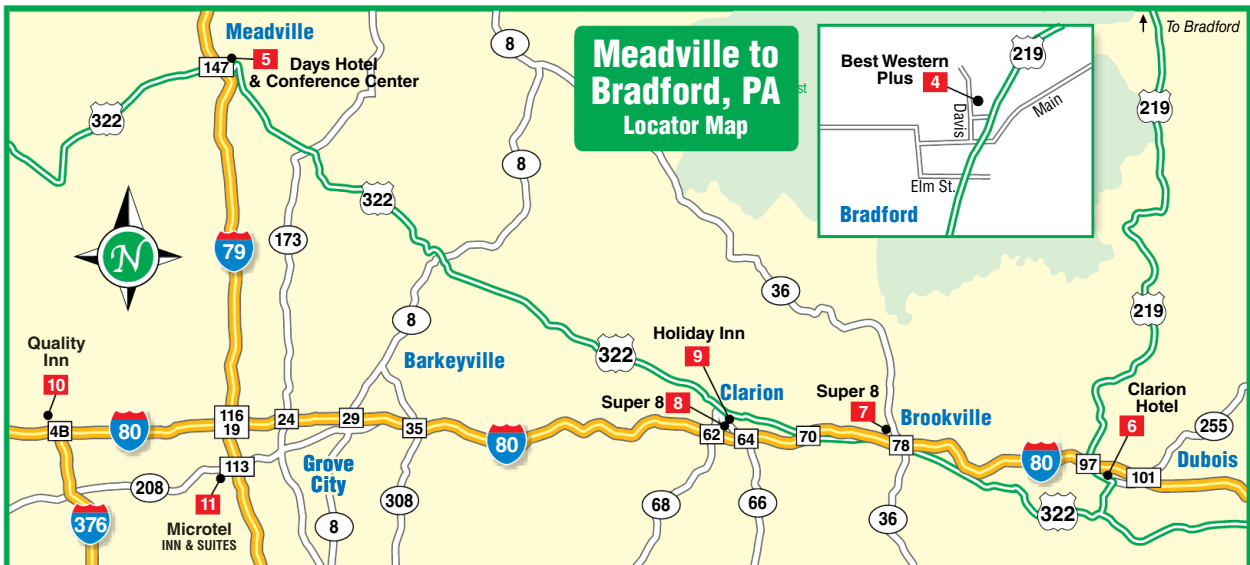 Meadville to
Bradford, PA
Locator Map
st
To Bradford
Meadville
8
5
Days Hotel
& Conference Center
147
322
219
Best Western
Plus
4
Davis
Main
Elm St.
Bradford
219
8
322
N
79
173
36
219
8
Quality
Inn
10
Barkeyville
322
Holiday Inn
9
Clarion
Super 8
8
Super 8
7
Brookville
Clarion
Hotel
6
255
4B
80
116
19
24
29
35
80
62
64
70
78
80
97
101
Dubois
113
Grove
City
208
11
308
68
66
36
322
376
Microtel
INN & SUITES
8